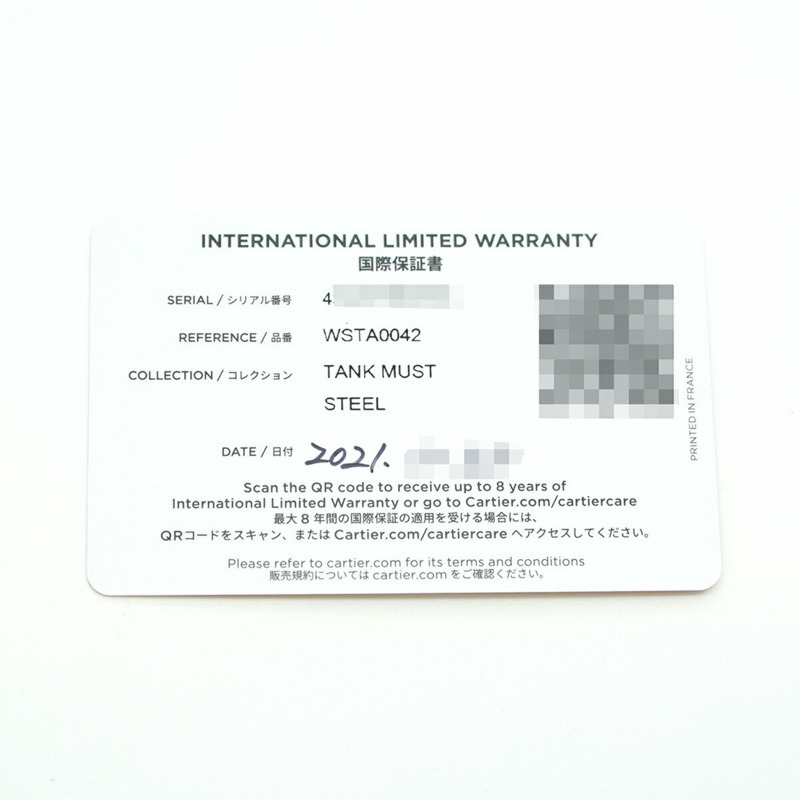 INTERNATIONAL LIMITED WARRANTY
国際保証書
SERIAL / シリアル番号 4
REFERENCE / 品番 WSTA0042
COLLECTION / コレクション TANK MUST
STEEL
DATE / 日付 2021.
Scan the QR code to receive up to 8 years of
International Limited Warranty or go to Cartier.com/cartiercare
最大 8 年間の国際保証の適用を受ける場合には、
QRコードをスキャン、または Cartier.com/cartiercare へアクセスしてください。
Please refer to cartier.com for its terms and conditions
販売規約については cartier.com をご確認ください。
PRINTED IN FRANCE